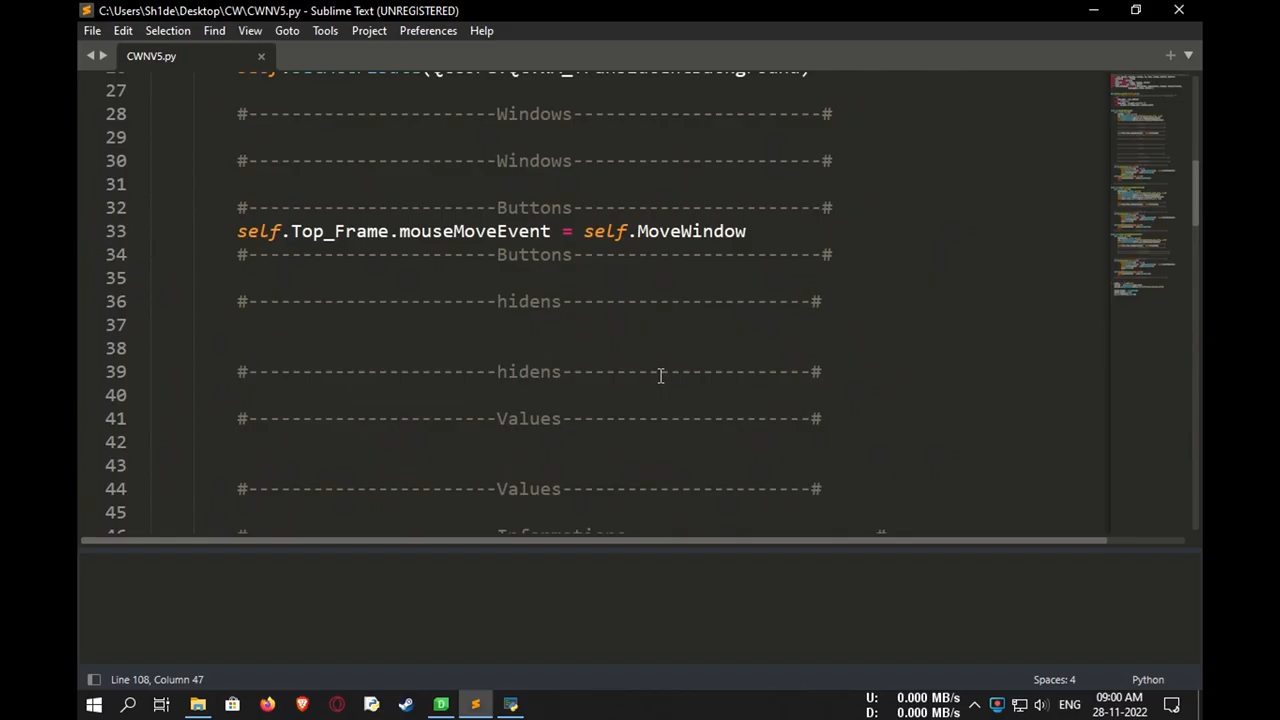 C:\Users\Sh1de\Desktop\CW\CWNV5.py - Sublime Text (UNREGISTERED)
File Edit Selection Find View Goto Tools Project Preferences Help
CWNV5.py
27
28 #-----------------------Windows-----------------------#
29
30 #-----------------------Windows-----------------------#
31
32 #-----------------------Buttons-----------------------#
33 self.Top_Frame.mouseMoveEvent = self.MoveWindow
34 #-----------------------Buttons-----------------------#
35
36 #-----------------------hidens-----------------------#
37
38
39 #-----------------------hidens-----------------------#
40
41 #-----------------------Values-----------------------#
42
43
44 #-----------------------Values-----------------------#
45
Line 108, Column 47 Spaces: 4 Python
U: 0.000 MB/s
D: 0.000 MB/s
ENG
09:00 AM
28-11-2022